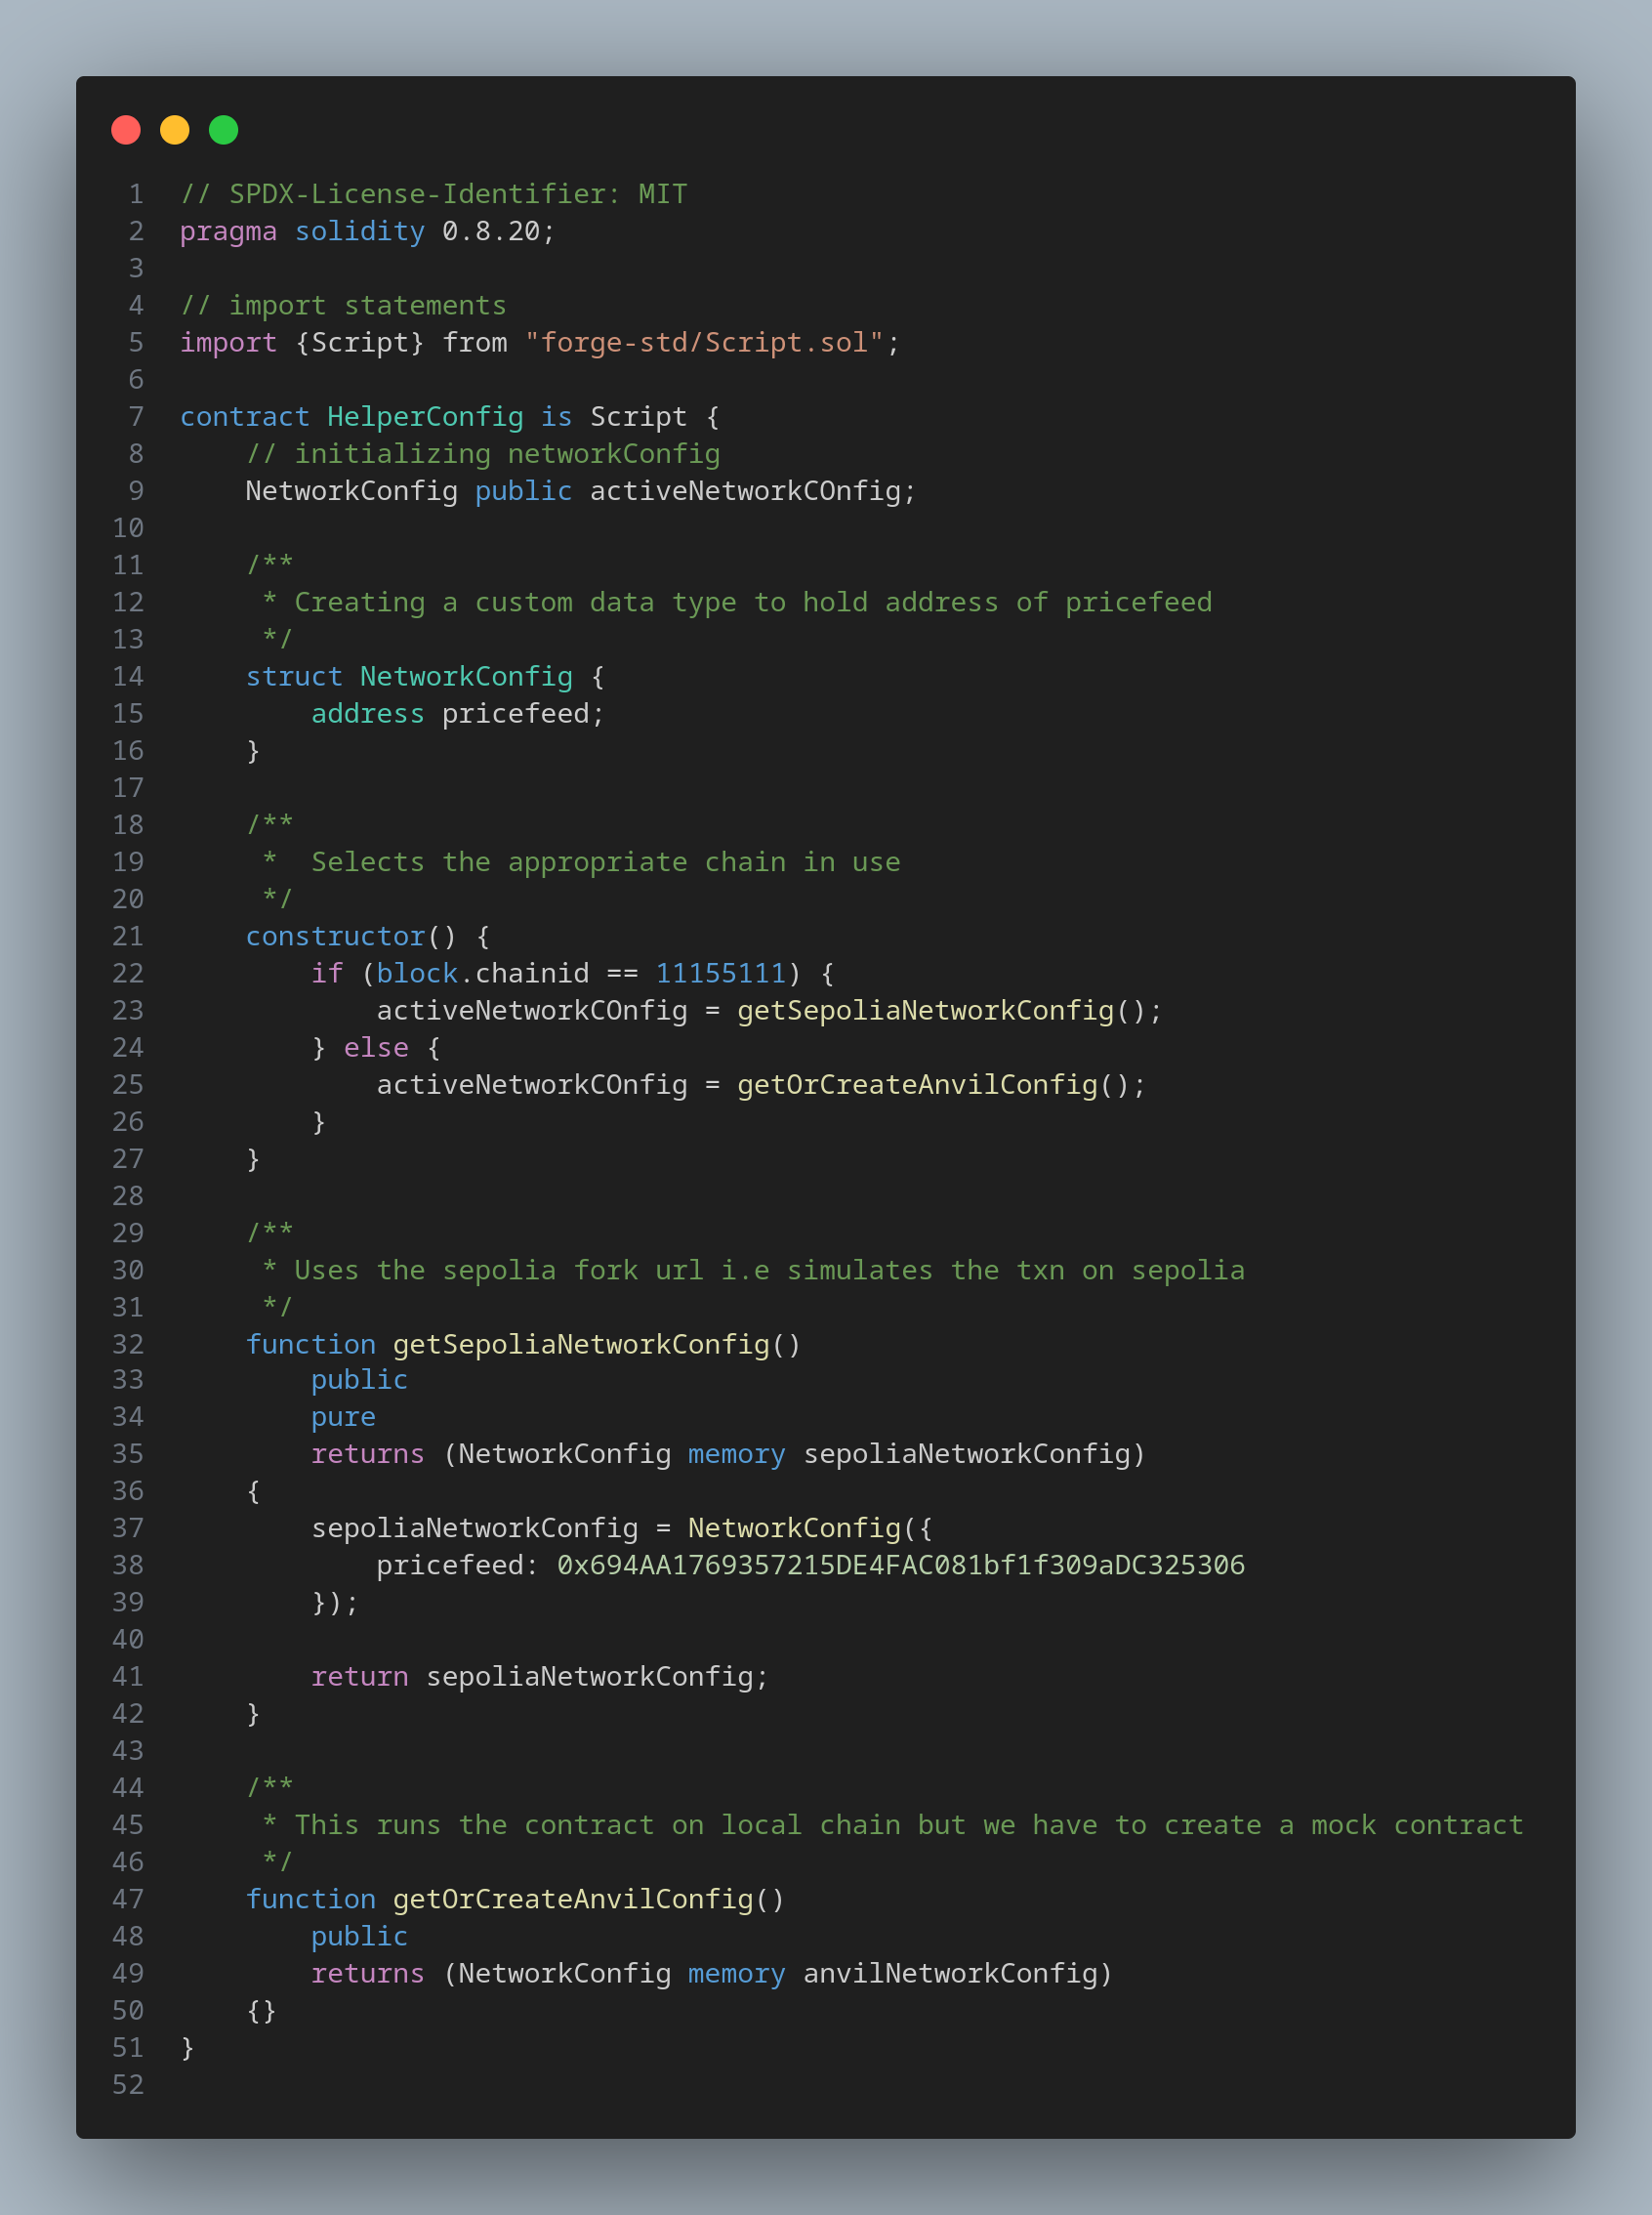 1 // SPDX-License-Identifier: MIT
2 pragma solidity 0.8.20;
3
4 // import statements
5 import {Script} from "forge-std/Script.sol";
6
7 contract HelperConfig is Script {
8     // initializing networkConfig
9     NetworkConfig public activeNetworkCOnfig;
10
11     /**
12      * Creating a custom data type to hold address of pricefeed
13      */
14     struct NetworkConfig {
15         address pricefeed;
16     }
17
18     /**
19      *  Selects the appropriate chain in use
20      */
21     constructor() {
22         if (block.chainid == 11155111) {
23             activeNetworkCOnfig = getSepoliaNetworkConfig();
24         } else {
25             activeNetworkCOnfig = getOrCreateAnvilConfig();
26         }
27     }
28
29     /**
30      * Uses the sepolia fork url i.e simulates the txn on sepolia
31      */
32     function getSepoliaNetworkConfig()
33         public
34         pure
35         returns (NetworkConfig memory sepoliaNetworkConfig)
36     {
37         sepoliaNetworkConfig = NetworkConfig({
38             pricefeed: 0x694AA1769357215DE4FAC081bf1f309aDC325306
39         });
40
41         return sepoliaNetworkConfig;
42     }
43
44     /**
45      * This runs the contract on local chain but we have to create a mock contract
46      */
47     function getOrCreateAnvilConfig()
48         public
49         returns (NetworkConfig memory anvilNetworkConfig)
50     {}
51 }
52